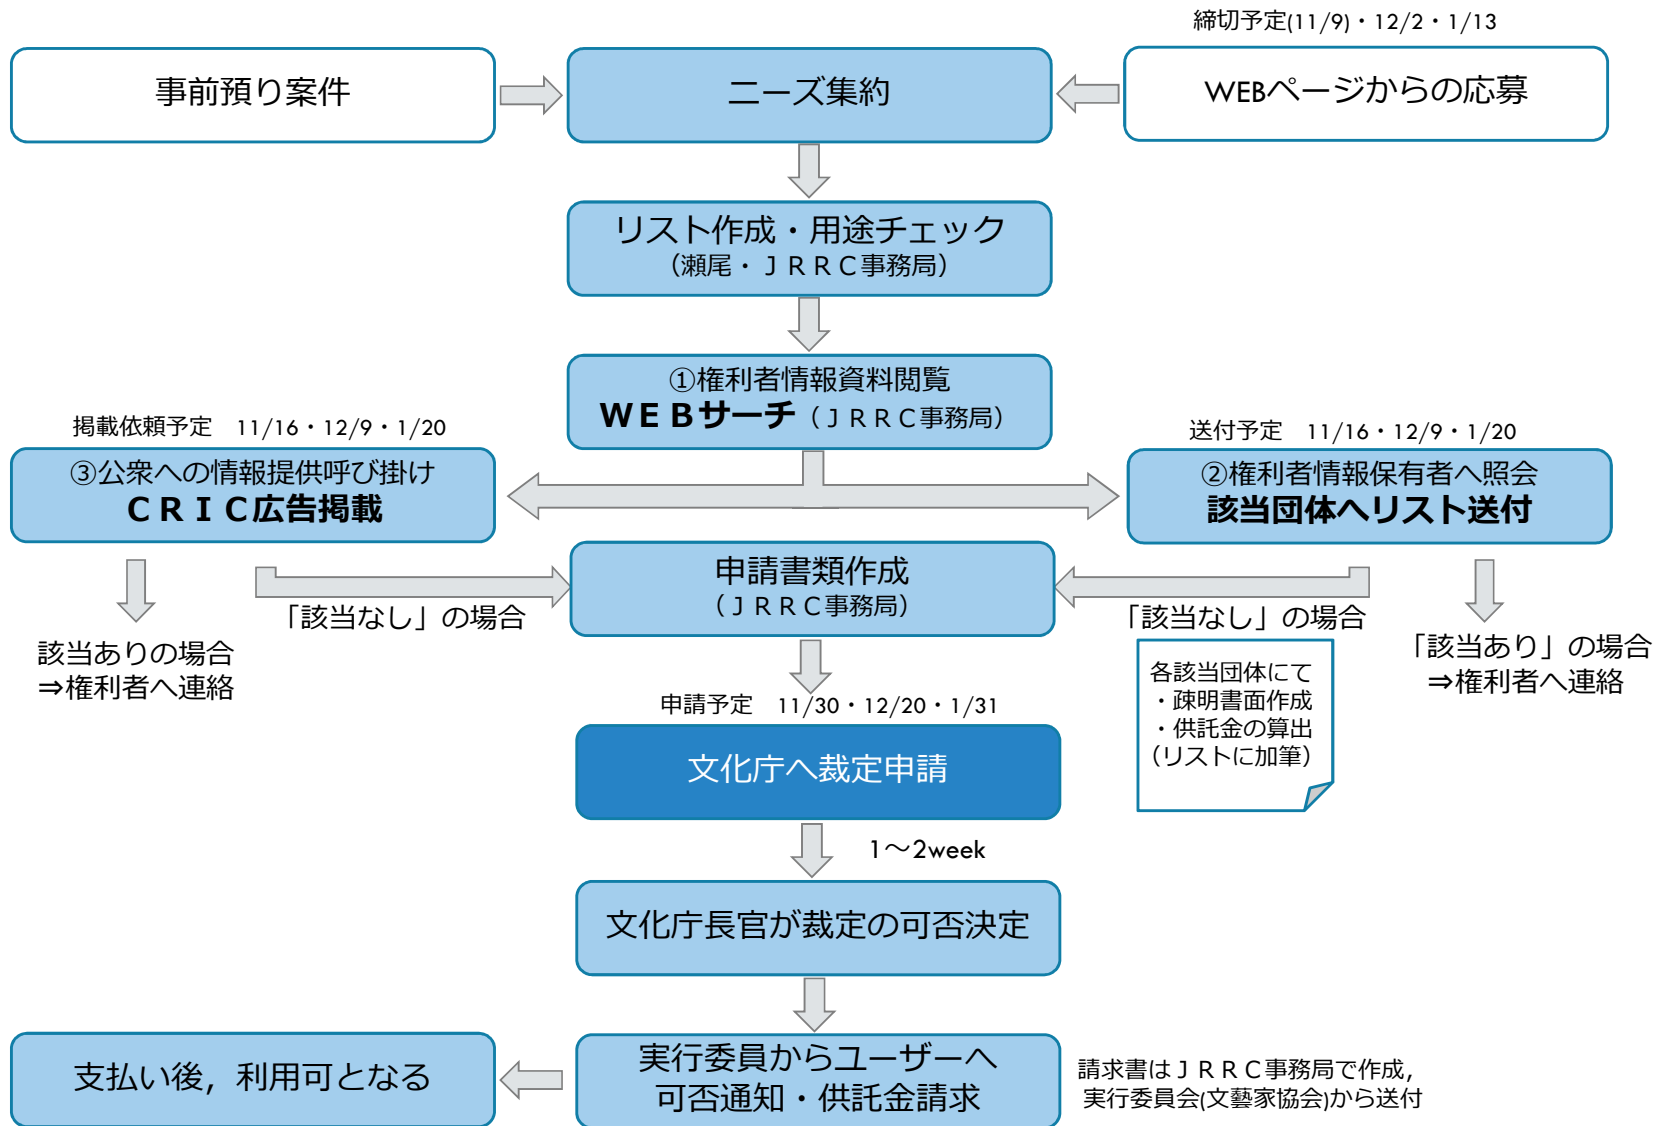 締切予定(11/9)・12/2・1/13
事前預り案件
ニーズ集約
WEBページからの応募
リスト作成・用途チェック
（瀬尾・ＪＲＲＣ事務局）
①権利者情報資料閲覧
ＷＥＢサーチ（ＪＲＲＣ事務局）
掲載依頼予定　11/16・12/9・1/20
③公衆への情報提供呼び掛け
ＣＲＩＣ広告掲載
送付予定　11/16・12/9・1/20
②権利者情報保有者へ照会
該当団体へリスト送付
申請書類作成
（ＪＲＲＣ事務局）
「該当なし」の場合
「該当なし」の場合
該当ありの場合
⇒権利者へ連絡
「該当あり」の場合
⇒権利者へ連絡
各該当団体にて
・疎明書面作成
・供託金の算出
（リストに加筆）
申請予定　11/30・12/20・1/31
文化庁へ裁定申請
1～2week
文化庁長官が裁定の可否決定
実行委員からユーザーへ
可否通知・供託金請求
支払い後，利用可となる
請求書はＪＲＲＣ事務局で作成，
実行委員会(文藝家協会)から送付